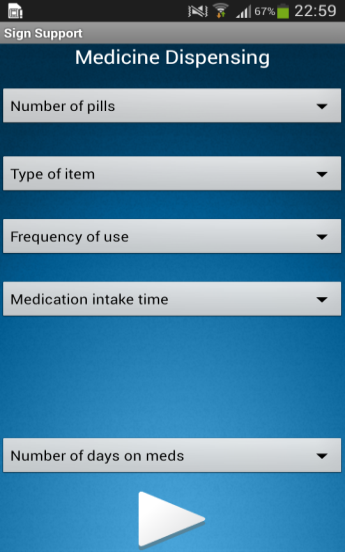 67% 22:59
Sign Support
Medicine Dispensing
Number of pills
Type of item
Frequency of use
Medication intake time
Number of days on meds